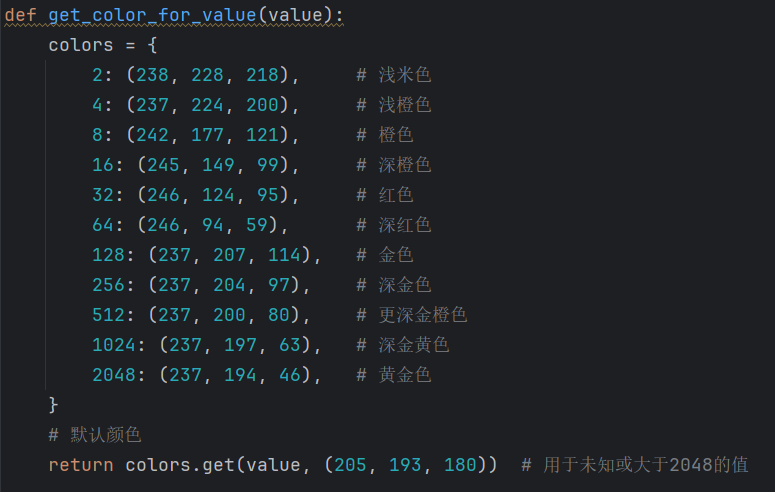 def get_color_for_value(value):
    colors = {
        2: (238, 228, 218),     # 浅米色
        4: (237, 224, 200),     # 浅橙色
        8: (242, 177, 121),     # 橙色
        16: (245, 149, 99),     # 深橙色
        32: (246, 124, 95),     # 红色
        64: (246, 94, 59),      # 深红色
        128: (237, 207, 114),   # 金色
        256: (237, 204, 97),    # 深金色
        512: (237, 200, 80),    # 更深金橙色
        1024: (237, 197, 63),   # 深金黄色
        2048: (237, 194, 46),   # 黄金色
    }
    # 默认颜色
    return colors.get(value, (205, 193, 180))  # 用于未知或大于2048的值